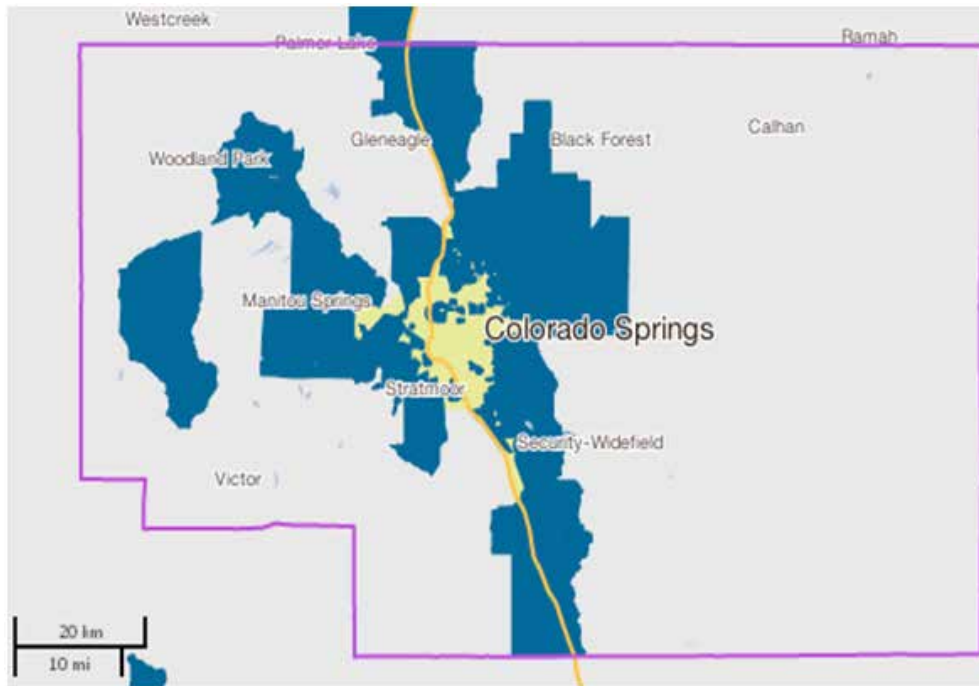 Westcreek
Palmer Lake
Ramah
Calhan
Gleneagle
Black Forest
Woodland Park
Manitou Springs
Colorado Springs
Stratmoor
Security-Widefield
Victor
20 km
10 mi